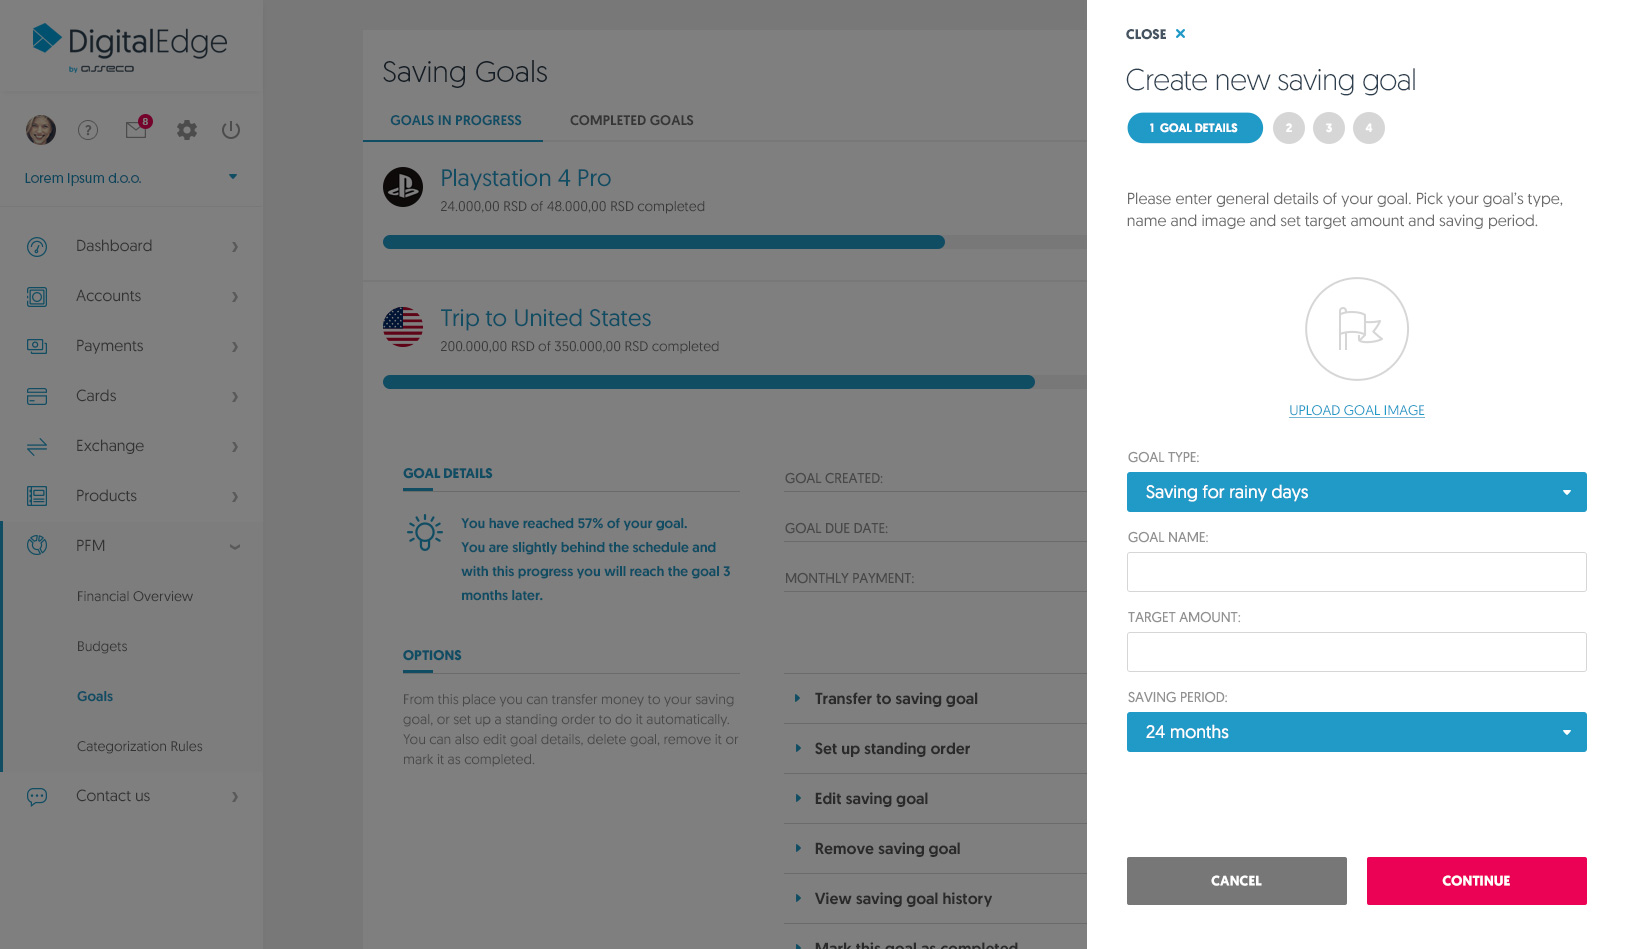 DigitalEdge
by asseco
8
?
Lorem Ipsum d.o.o.
Dashboard
Accounts
Payments
Cards
Exchange
Products
PFM
Financial Overview
Budgets
Goals
Categorization Rules
Contact us
Saving Goals
GOALS IN PROGRESS
COMPLETED GOALS
Playstation 4 Pro
24.000,00 RSD of 48.000,00 RSD completed
Trip to United States
200.000,00 RSD of 350.000,00 RSD completed
GOAL DETAILS
You have reached 57% of your goal.
You are slightly behind the schedule and
with this progress you will reach the goal 3
months later.
GOAL CREATED:
GOAL DUE DATE:
MONTHLY PAYMENT:
OPTIONS
From this place you can transfer money to your saving
goal, or set up a standing order to do it automatically.
You can also edit goal details, delete goal, remove it or
mark it as completed.
Transfer to saving goal
Set up standing order
Edit saving goal
Remove saving goal
View saving goal history
Mark this goal as completed
CLOSE
Create new saving goal
1 GOAL DETAILS
2
3
4
Please enter general details of your goal. Pick your goal's type,
name and image and set target amount and saving period.
UPLOAD GOAL IMAGE
GOAL TYPE:
Saving for rainy days
GOAL NAME:
TARGET AMOUNT:
SAVING PERIOD:
24 months
CANCEL
CONTINUE